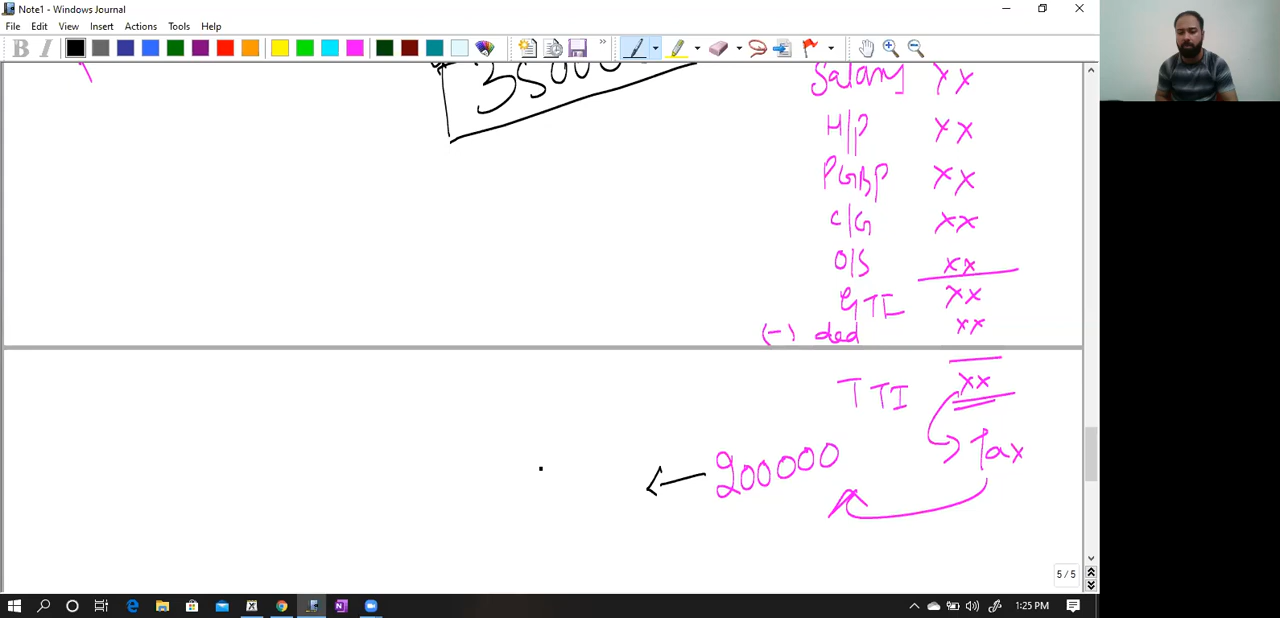 Note1 - Windows Journal
File Edit View Insert Actions Tools Help
B I
35000
Salary XX
H/P XX
PGBP XX
C/G XX
O/S XX
GTI XX
(-) ded XX
TTI XX
Tax
200000
5 / 5
1:25 PM